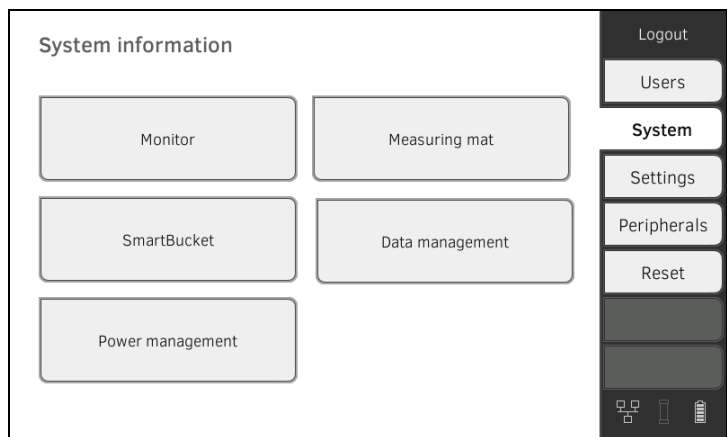 System information
Monitor
Measuring mat
SmartBucket
Data management
Power management
Logout
Users
System
Settings
Peripherals
Reset